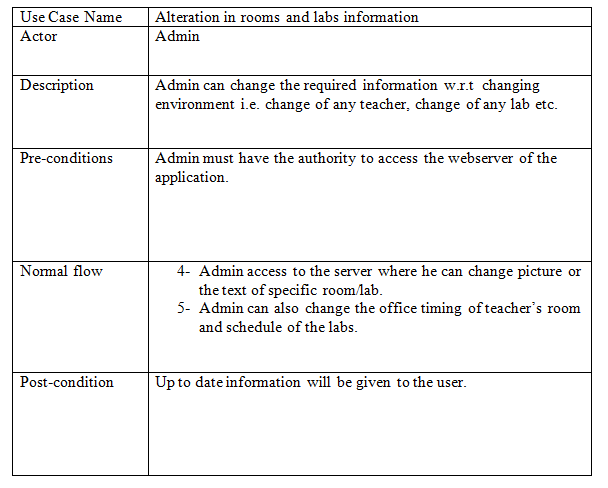 Use Case Name Alteration in rooms and labs information
Actor Admin
Description Admin can change the required information w.r.t changing
environment i.e. change of any teacher, change of any lab etc.
Pre-conditions Admin must have the authority to access the webserver of the
application.
Normal flow 4- Admin access to the server where he can change picture or
the text of specific room/lab.
5- Admin can also change the office timing of teacher's room
and schedule of the labs.
Post-condition Up to date information will be given to the user.